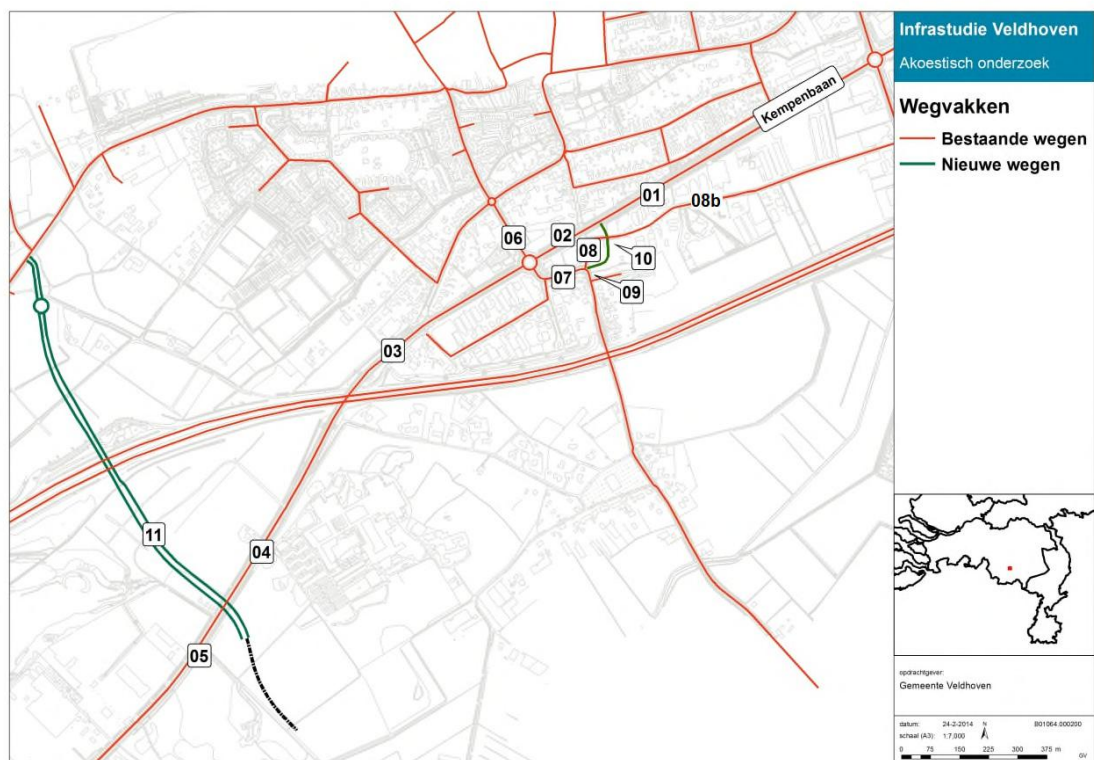 Infrastudie Veldhoven
Akoestisch onderzoek
Wegvakken
Bestaande wegen
Nieuwe wegen
Kempenbaan
01
08b
06
02
08
10
07
09
03
11
04
05
opdrachtgever:
Gemeente Veldhoven
datum: 24-2-2014 N B01064.000200
schaal (A3): 1:7,000
0 75 150 225 300 375 m
GV